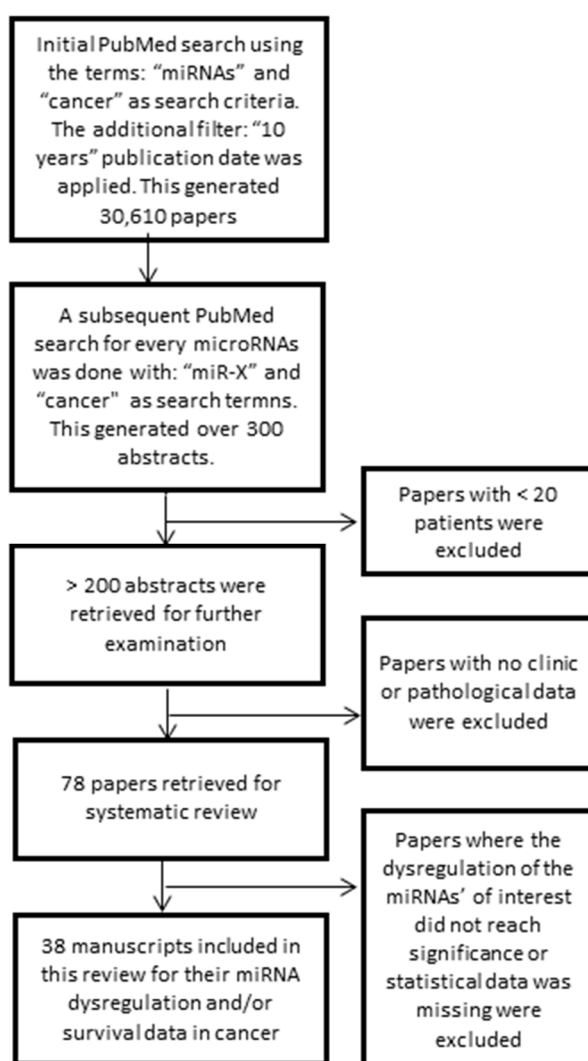 Initial PubMed search using
the terms: “miRNAs” and
“cancer” as search criteria.
The additional filter: “10
years” publication date was
applied. This generated
30,610 papers
A subsequent PubMed
search for every microRNAs
was done with: “miR-X” and
“cancer" as search termns.
This generated over 300
abstracts.
Papers with < 20
patients were
excluded
> 200 abstracts were
retrieved for further
examination
Papers with no clinic
or pathological data
were excluded
78 papers retrieved for
systematic review
Papers where the
dysregulation of the
miRNAs’ of interest
did not reach
significance or
statistical data was
missing were
excluded
38 manuscripts included in
this review for their miRNA
dysregulation and/or
survival data in cancer